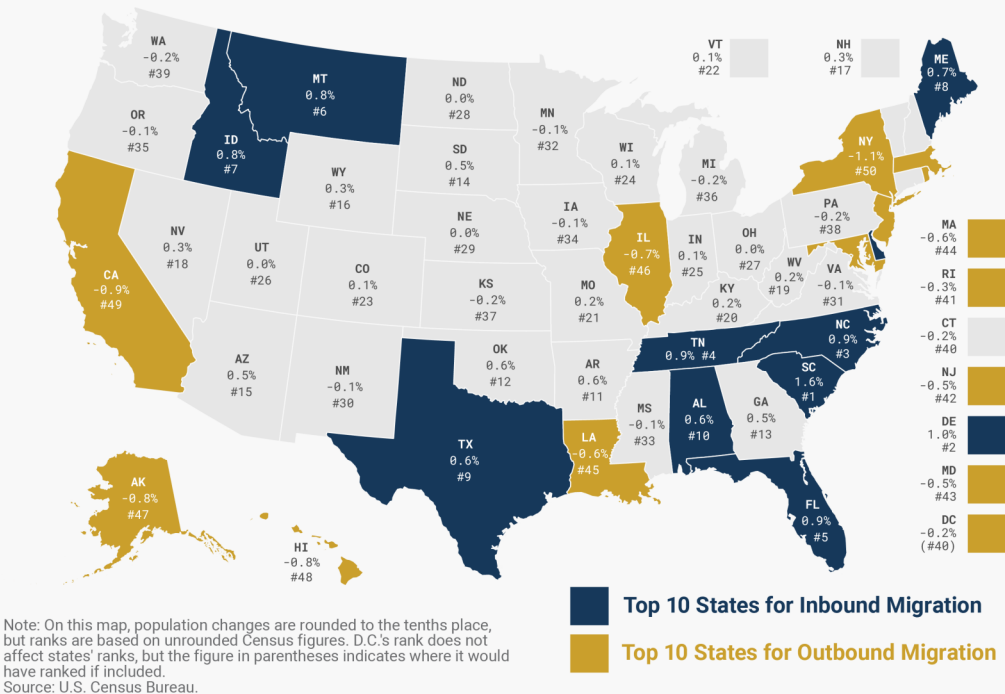 WA
-0.2%
#39
OR
-0.1%
#35
CA
-0.9%
#49
ID
0.8%
#7
MT
0.8%
#6
WY
0.3%
#16
NV
0.3%
#18
UT
0.0%
#26
CO
0.1%
#23
AZ
0.5%
#15
NM
-0.1%
#30
ND
0.0%
#28
SD
0.5%
#14
NE
0.0%
#29
KS
-0.2%
#37
OK
0.6%
#12
TX
0.6%
#9
MN
-0.1%
#32
IA
-0.1%
#34
MO
0.2%
#21
AR
0.6%
#11
LA
-0.6%
#45
WI
0.1%
#24
IL
-0.7%
#46
MI
-0.2%
#36
IN
0.1%
#25
OH
0.0%
#27
KY
0.2%
#20
TN
0.9% #4
MS
-0.1%
#33
AL
0.6%
#10
GA
0.5%
#13
FL
0.9%
#5
SC
1.6%
#1
NC
0.9%
#3
VA
-0.1%
#31
WV
0.2%
#19
PA
-0.2%
#38
NY
-1.1%
#50
VT
0.1%
#22
NH
0.3%
#17
ME
0.7%
#8
MA
-0.6%
#44
RI
-0.3%
#41
CT
-0.2%
#40
NJ
-0.5%
#42
DE
1.0%
#2
MD
-0.5%
#43
DC
-0.2%
(#40)
AK
-0.8%
#47
HI
-0.8%
#48
Top 10 States for Inbound Migration
Top 10 States for Outbound Migration
Note: On this map, population changes are rounded to the tenths place,
but ranks are based on unrounded Census figures. D.C.'s rank does not
affect states' ranks, but the figure in parentheses indicates where it would
have ranked if included.
Source: U.S. Census Bureau.